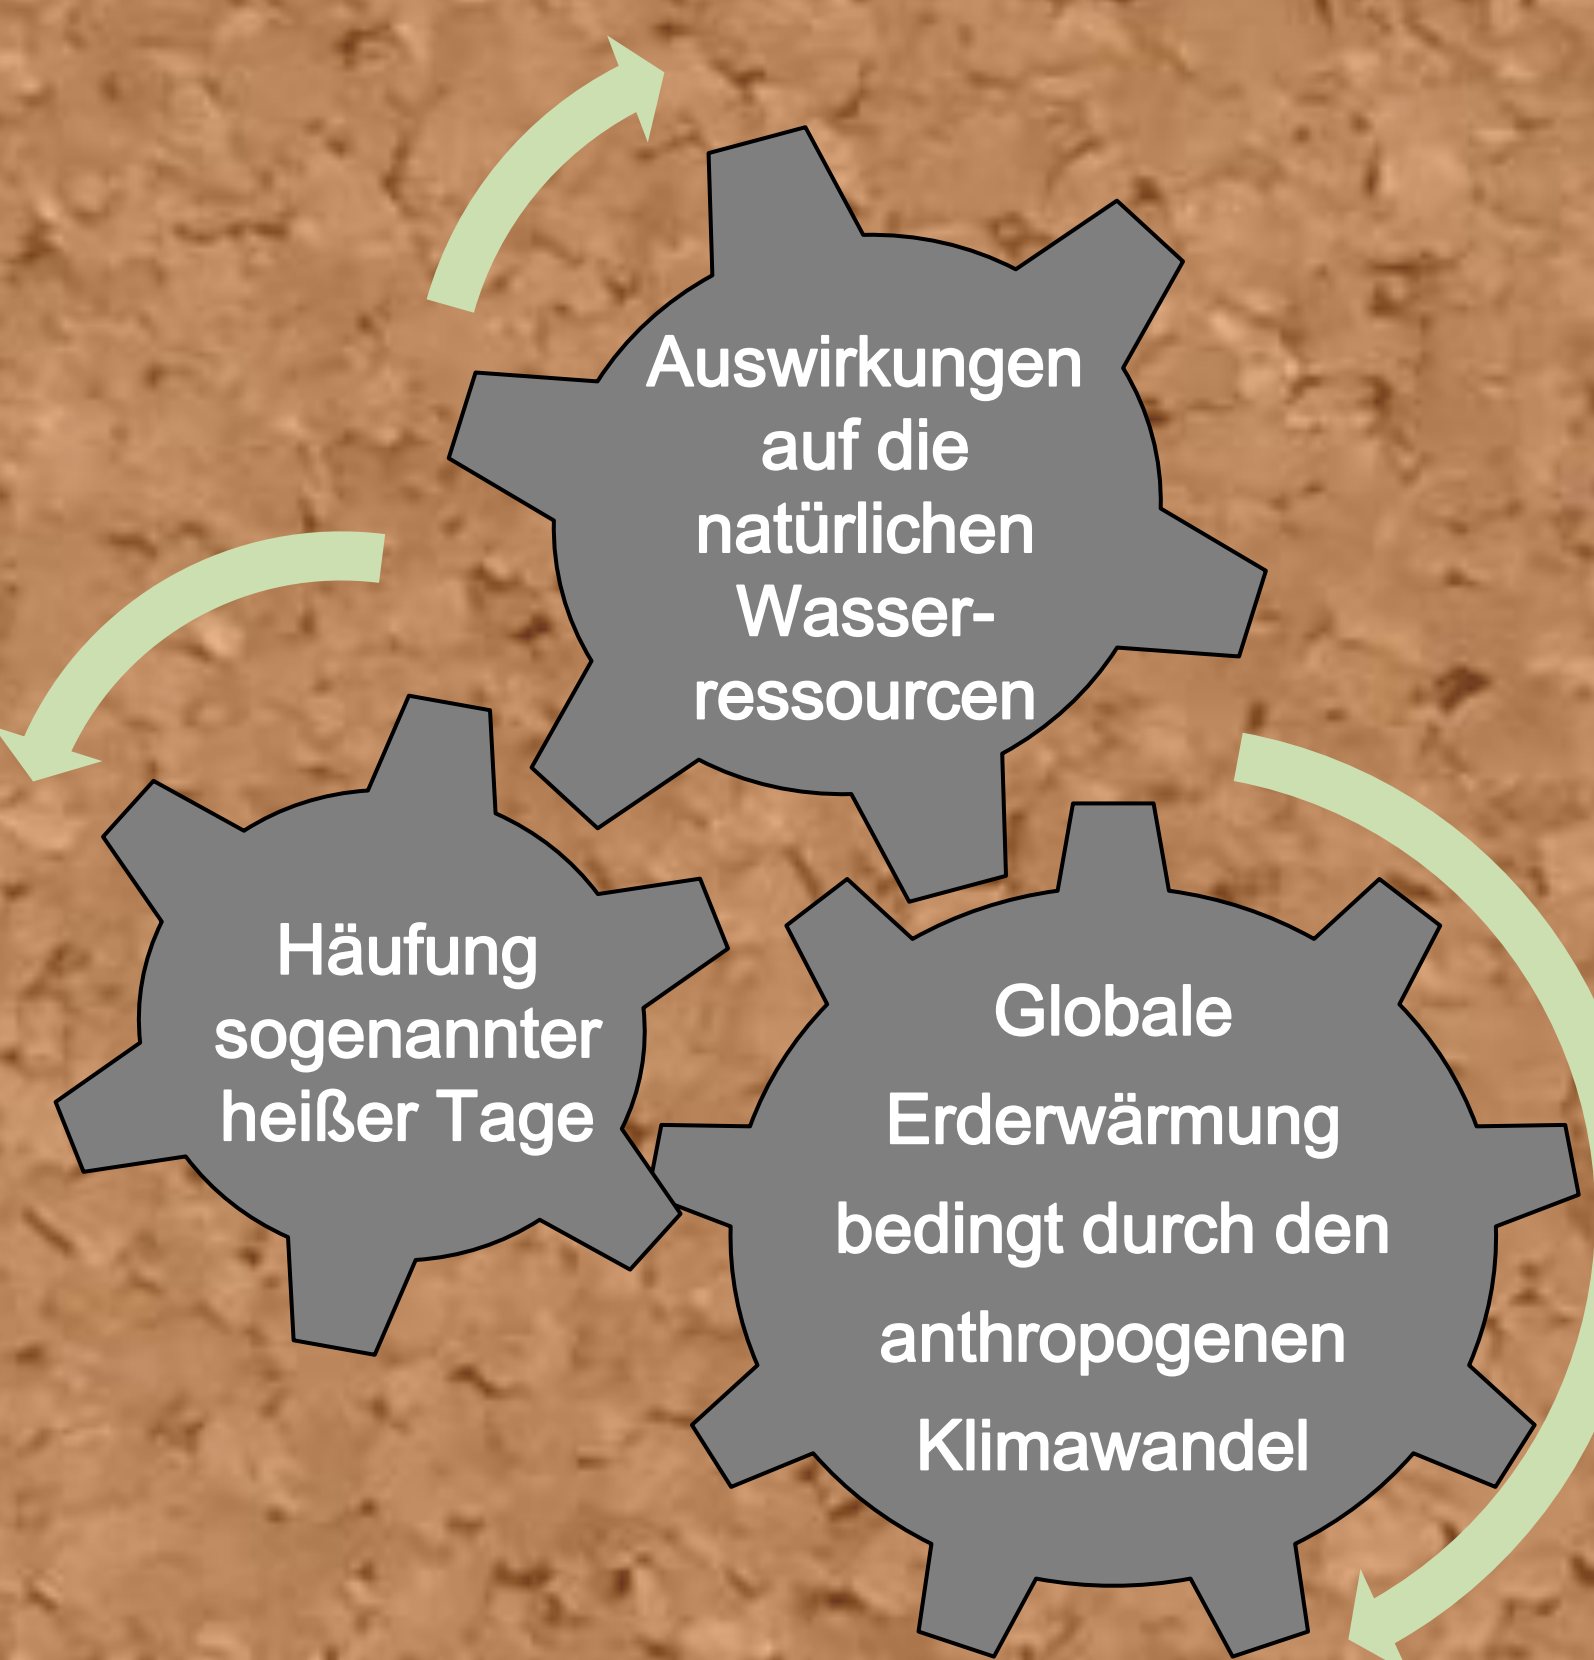 Auswirkungen
auf die
natürlichen
Wasser-
ressourcen
Häufung
sogenannter
heißer Tage
Globale
Erderwärmung
bedingt durch den
anthropogenen
Klimawandel